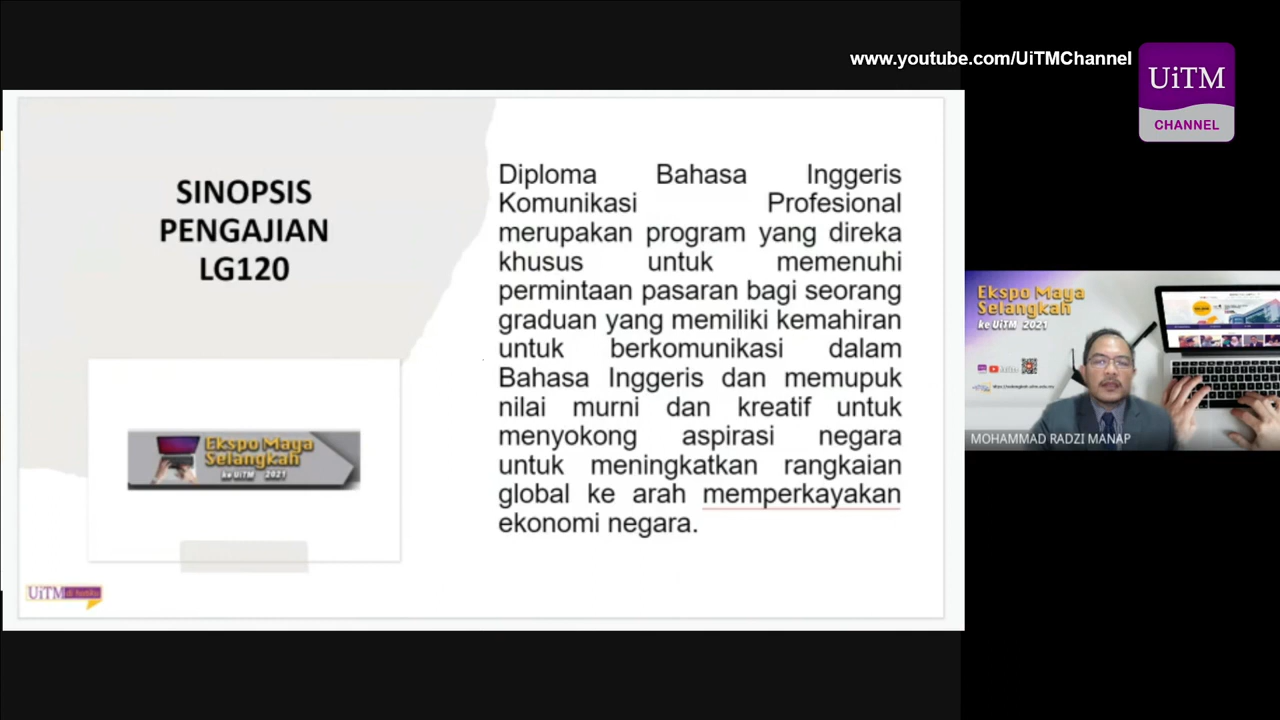 www.youtube.com/UiTMChannel
UiTM
CHANNEL
SINOPSIS
PENGAJIAN
LG120
Diploma Bahasa Inggeris
Komunikasi Profesional
merupakan program yang direka
khusus untuk memenuhi
permintaan pasaran bagi seorang
graduan yang memiliki kemahiran
untuk berkomunikasi dalam
Bahasa Inggeris dan memupuk
nilai murni dan kreatif untuk
menyokong aspirasi negara
untuk meningkatkan rangkaian
global ke arah memperkayakan
ekonomi negara.
Ekspo Maya
Selangkah
ke UiTM 2021
UiTM di hatiku
Ekspo Maya
Selangkah
ke UiTM 2021
MOHAMMAD RADZI MANAP